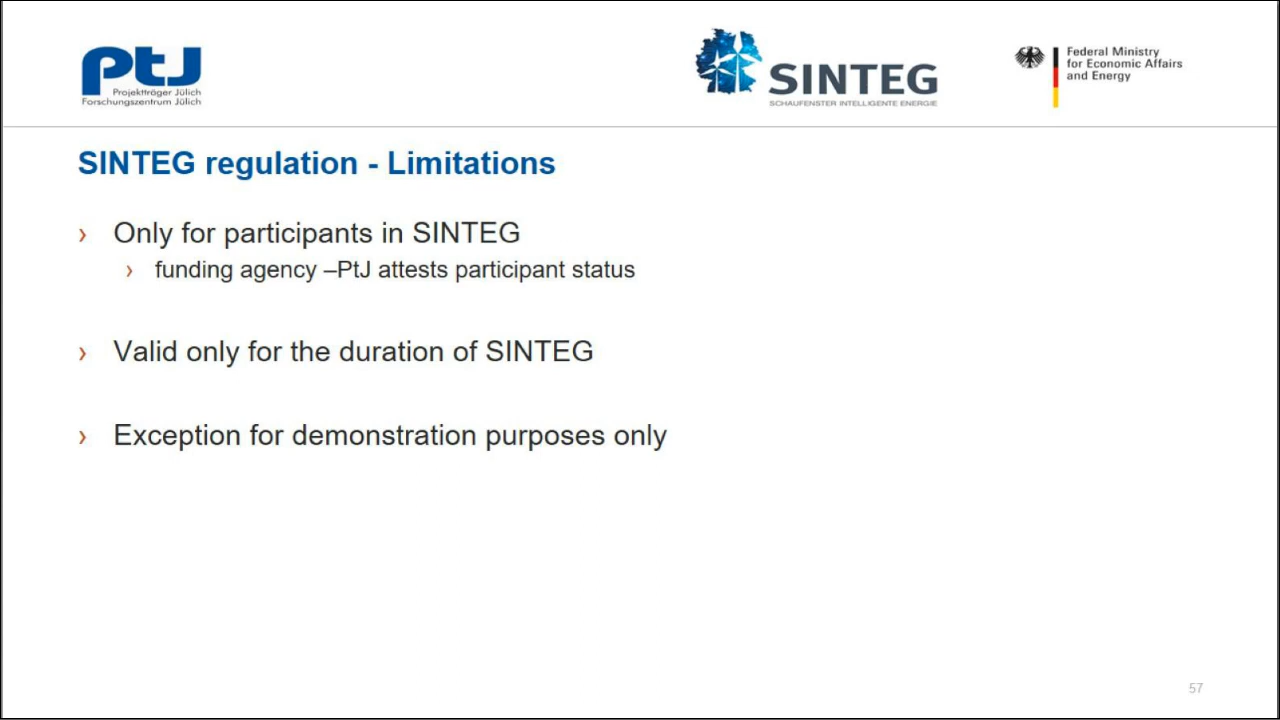 PtJ
Projektträger Jülich
Forschungszentrum Jülich
SINTEG
SCHAUFENSTER INTELLIGENTE ENERGIE
Federal Ministry
for Economic Affairs
and Energy
SINTEG regulation - Limitations
› Only for participants in SINTEG
› funding agency –PtJ attests participant status
› Valid only for the duration of SINTEG
› Exception for demonstration purposes only
57